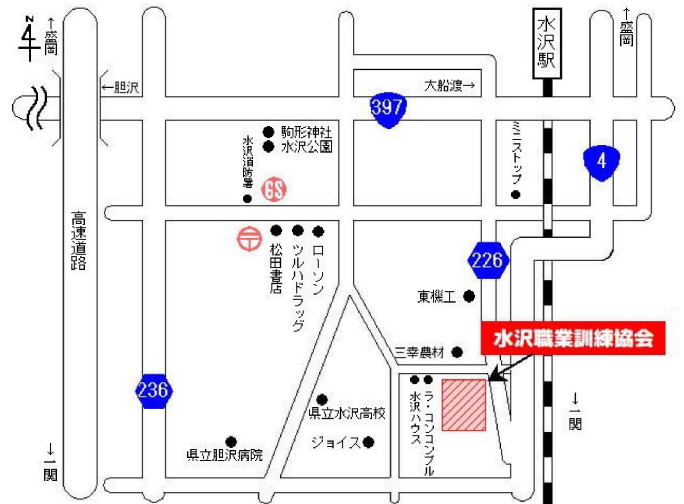 N
↑盛岡
↑盛岡
水沢駅
←胆沢
大船渡→
397
駒形神社
水沢公園
水沢消防署
ミニストップ
4
GS
〒
高速道路
松田書店
ツルハドラッグ
ローソン
226
東機工
水沢職業訓練協会
三幸農材
236
県立水沢高校
水沢ハウス
ラ・コンコンブル
県立胆沢病院
ジョイス
↓一関
↓一関